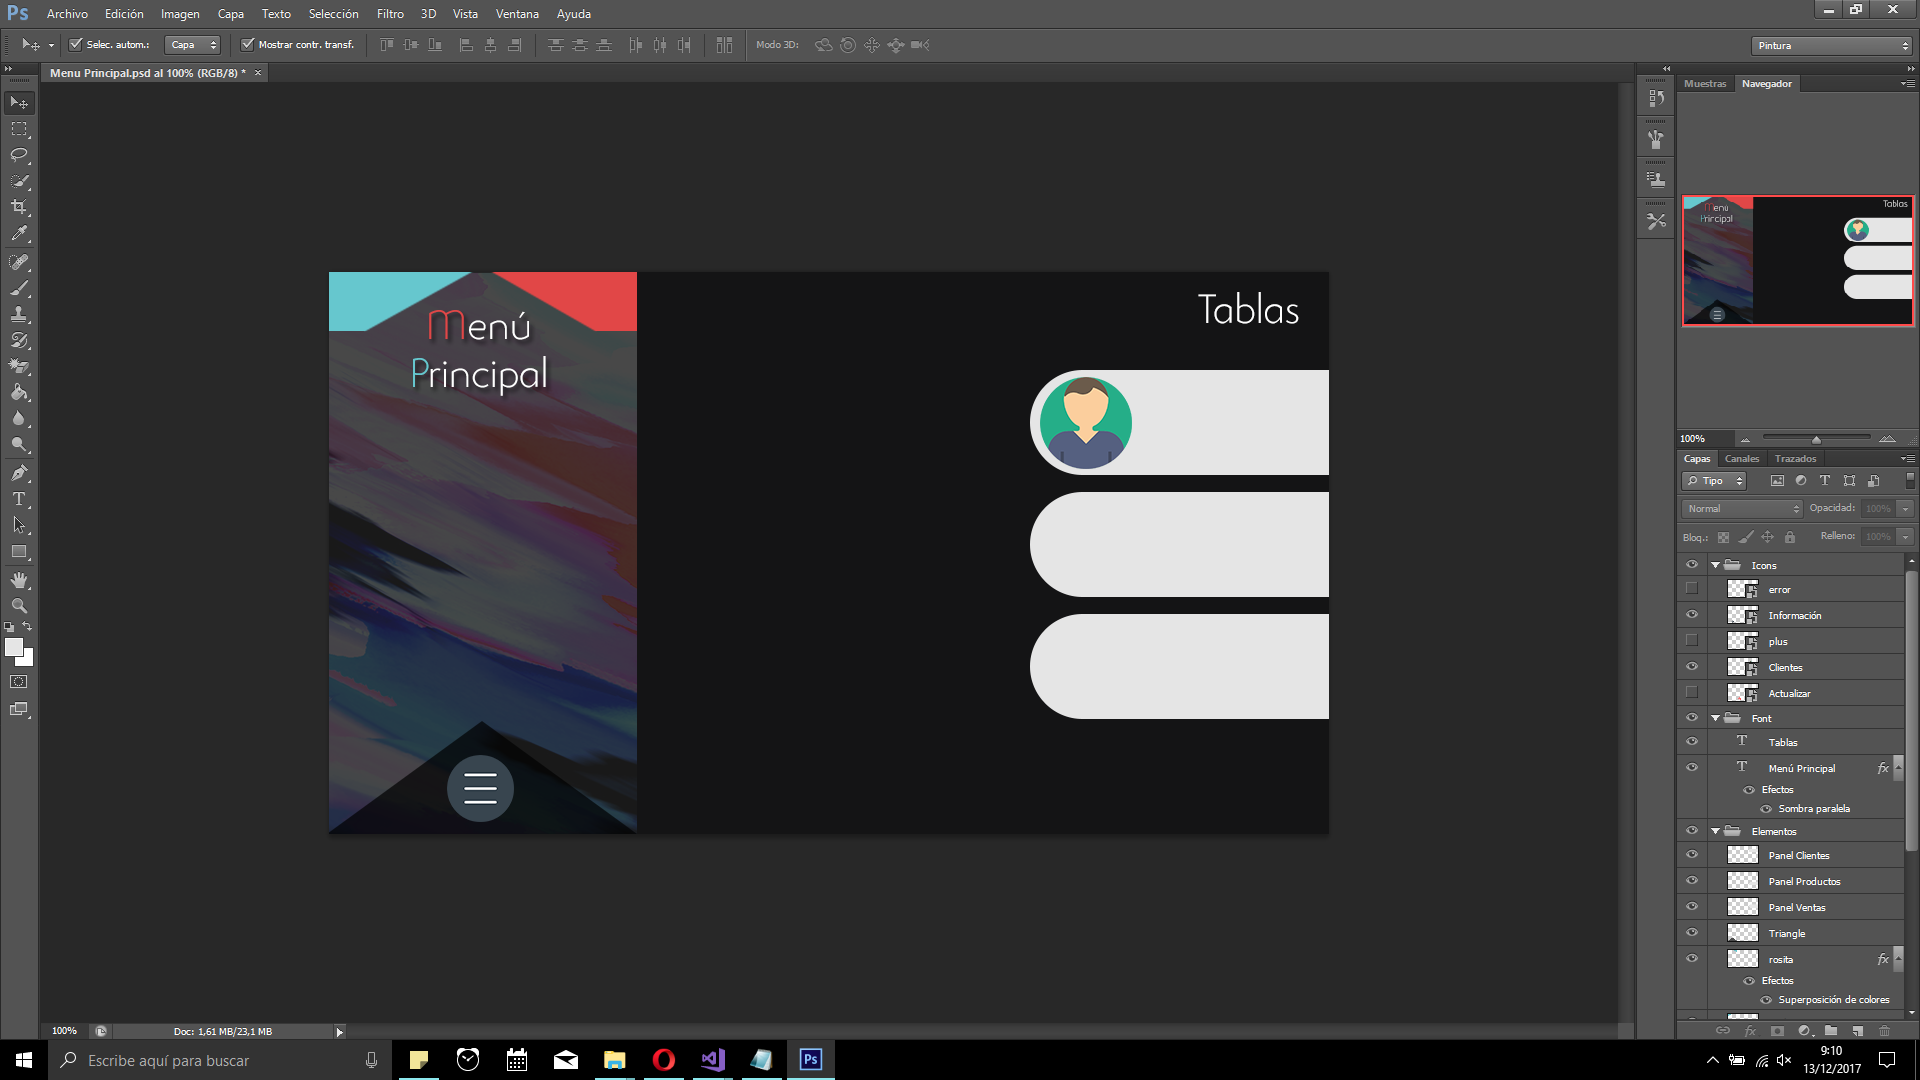 Ps Archivo Edición Imagen Capa Texto Selección Filtro 3D Vista Ventana Ayuda
Selec. autom.: Capa Mostrar contr. transf. Modo 3D: Pintura
Menu Principal.psd al 100% (RGB/8) * ×
Muestras Navegador
Menú
Principal
Tablas
Menú
Principal
Tablas
100%
Capas Canales Trazados
Tipo T
Normal Opacidad: 100%
Bloq.: Relleno: 100%
Icons
error
Información
plus
Clientes
Actualizar
Font
T Tablas
T Menú Principal fx
Efectos
Sombra paralela
Elementos
Panel Clientes
Panel Productos
Panel Ventas
Triangle
rosita fx
Efectos
Superposición de colores
fx
T
100% Doc: 1,61 MB/23,1 MB
Escribe aquí para buscar
Ps
9:10
13/12/2017